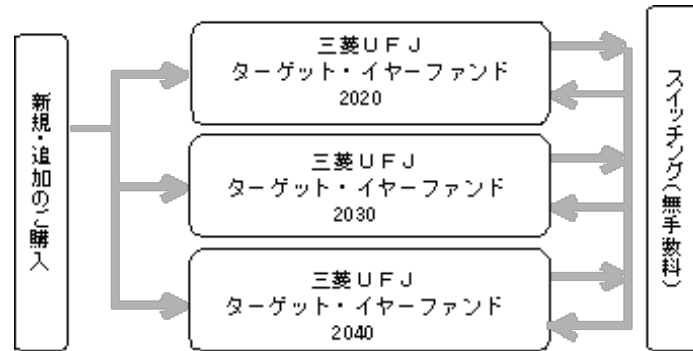 新規・追加のご購入
三菱ＵＦＪ
ターゲット・イヤーファンド
2020
三菱ＵＦＪ
ターゲット・イヤーファンド
2030
三菱ＵＦＪ
ターゲット・イヤーファンド
2040
スイッチング（無手数料）